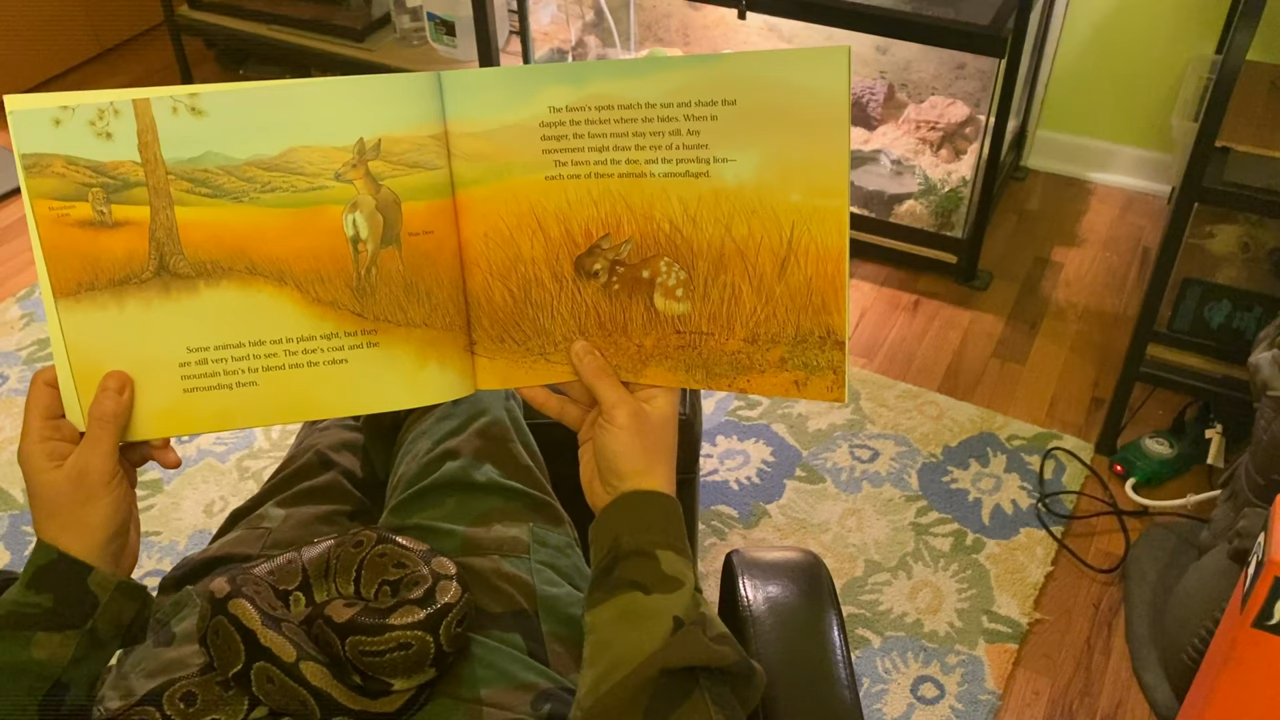 Mountain
Lion
Mule Deer
Some animals hide out in plain sight, but they
are still very hard to see. The doe's coat and the
mountain lion's fur blend into the colors
surrounding them.
The fawn's spots match the sun and shade that
dapple the thicket where she hides. When in
danger, the fawn must stay very still. Any
movement might draw the eye of a hunter.
The fawn and the doe, and the prowling lion—
each one of these animals is camouflaged.